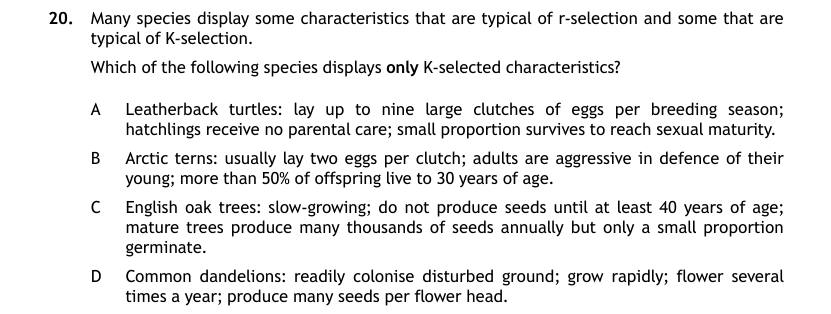 20. Many species display some characteristics that are typical of r-selection and some that are
typical of K-selection.
Which of the following species displays only K-selected characteristics?
A Leatherback turtles: lay up to nine large clutches of eggs per breeding season;
hatchlings receive no parental care; small proportion survives to reach sexual maturity.
B Arctic terns: usually lay two eggs per clutch; adults are aggressive in defence of their
young; more than 50% of offspring live to 30 years of age.
C English oak trees: slow-growing; do not produce seeds until at least 40 years of age;
mature trees produce many thousands of seeds annually but only a small proportion
germinate.
D Common dandelions: readily colonise disturbed ground; grow rapidly; flower several
times a year; produce many seeds per flower head.